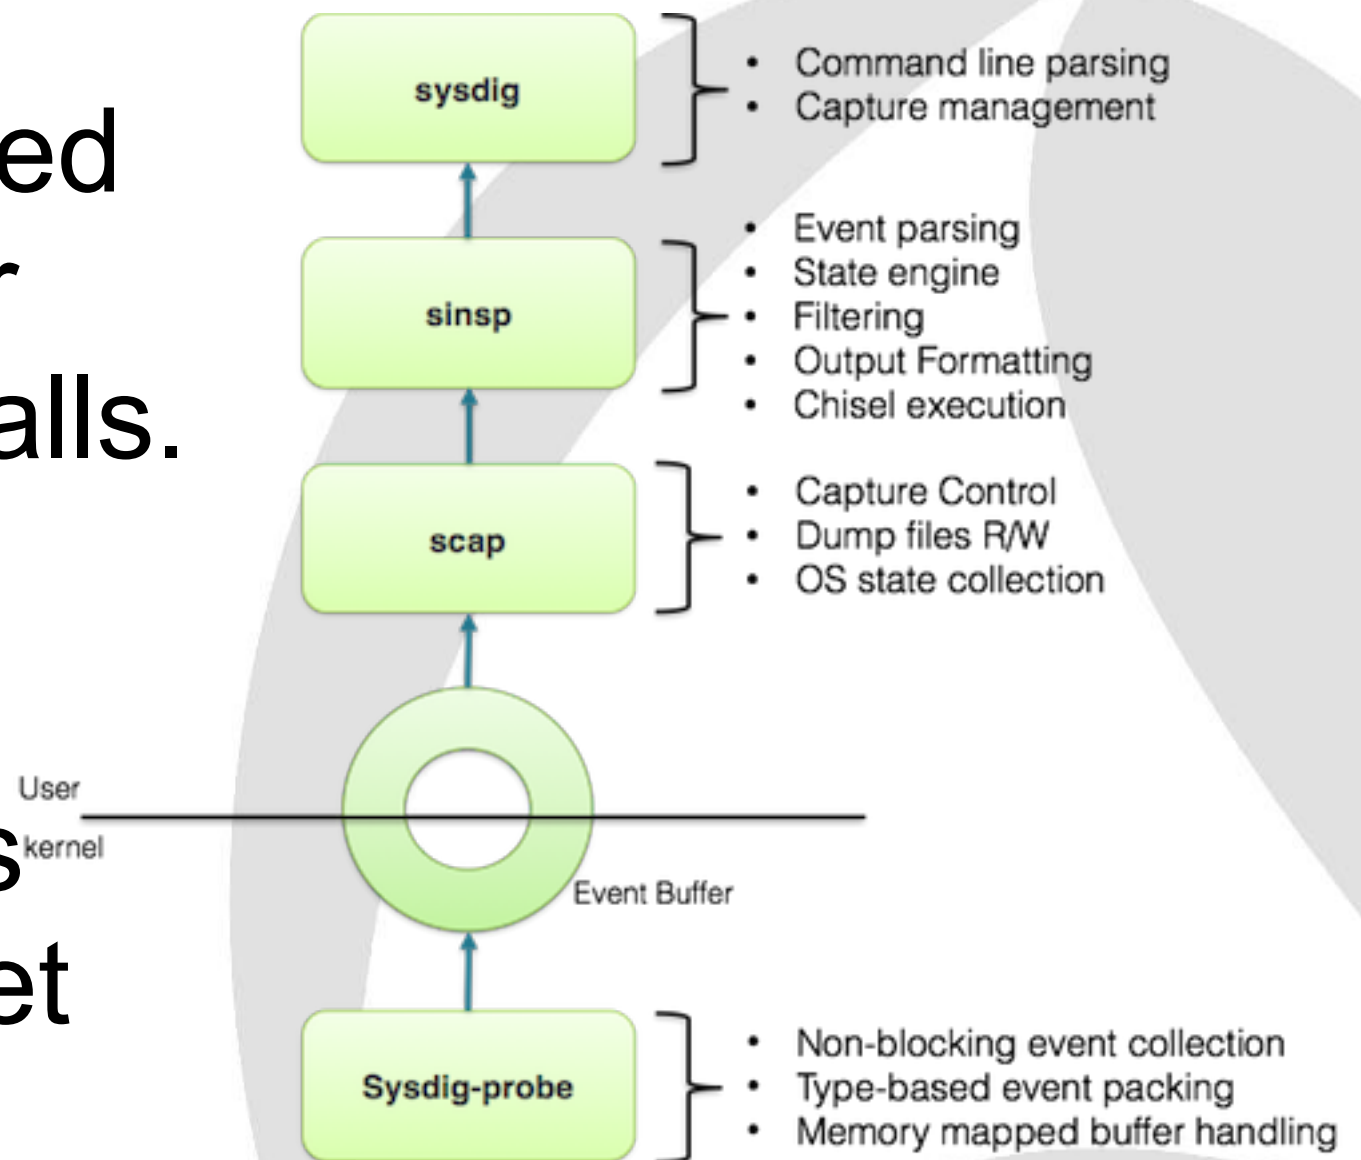 ed
r
alls.
s
et
sysdig
• Command line parsing
• Capture management
sinsp
• Event parsing
• State engine
• Filtering
• Output Formatting
• Chisel execution
scap
• Capture Control
• Dump files R/W
• OS state collection
User
kernel
Event Buffer
Sysdig-probe
• Non-blocking event collection
• Type-based event packing
• Memory mapped buffer handling